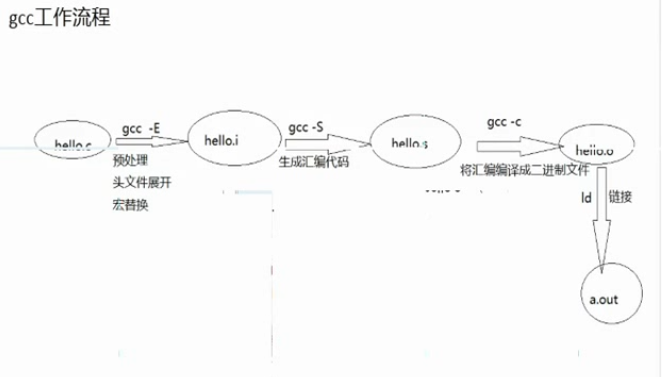 gcc工作流程
hello.c
gcc -E
预处理
头文件展开
宏替换
hello.i
gcc -S
生成汇编代码
hello.s
gcc -c
将汇编编译成二进制文件
hello.o
ld 链接
a.out